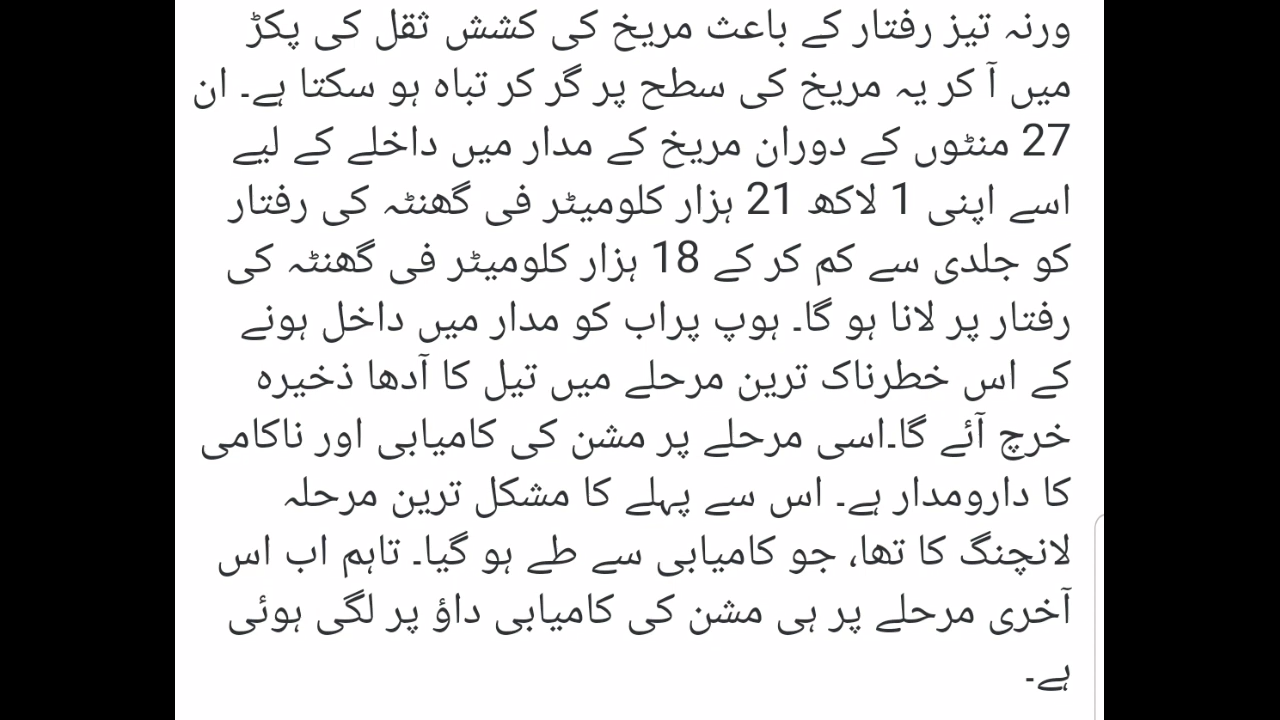 ورنہ تیز رفتار کے باعث مریخ کی کشش ثقل کی پکڑ
میں آ کر یہ مریخ کی سطح پر گر کر تباہ ہو سکتا ہے۔ ان
27 منٹوں کے دوران مریخ کے مدار میں داخلے کے لیے
اسے اپنی 1 لاکھ 21 ہزار کلومیٹر فی گھنٹہ کی رفتار
کو جلدی سے کم کر کے 18 ہزار کلومیٹر فی گھنٹہ کی
رفتار پر لانا ہو گا۔ ہوپ پراب کو مدار میں داخل ہونے
کے اس خطرناک ترین مرحلے میں تیل کا آدھا ذخیرہ
خرچ آئے گا۔اسی مرحلے پر مشن کی کامیابی اور ناکامی
کا دارومدار ہے۔ اس سے پہلے کا مشکل ترین مرحلہ
لانچنگ کا تھا، جو کامیابی سے طے ہو گیا۔ تاہم اب اس
آخری مرحلے پر ہی مشن کی کامیابی داؤ پر لگی ہوئی
ہے۔